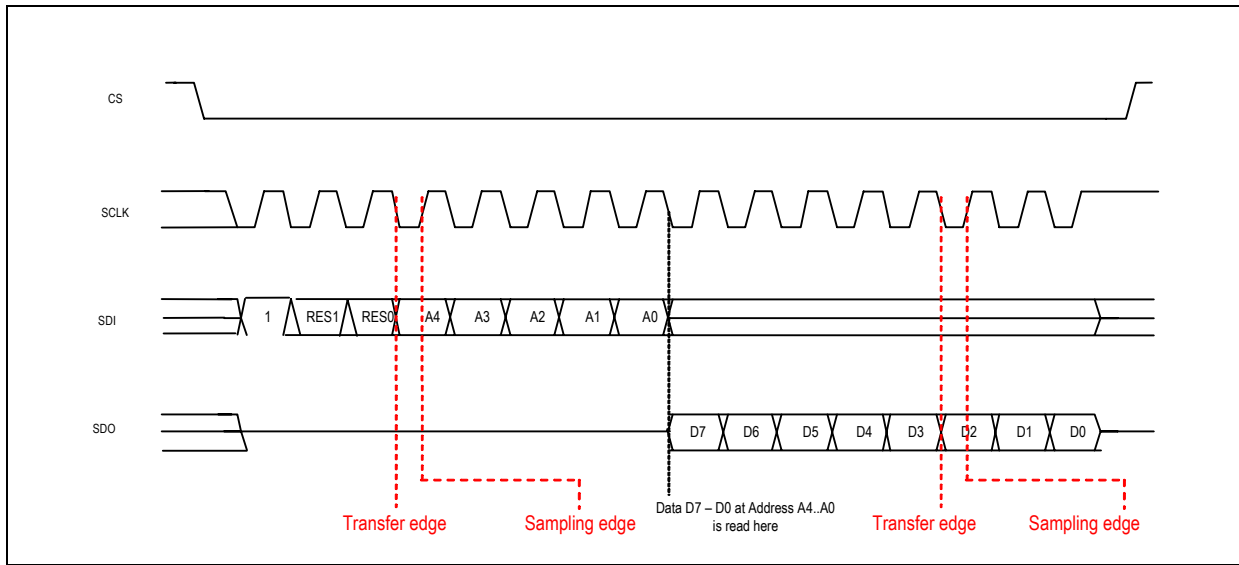 CS
SCLK
SDI
1 RES1 RES0 A4 A3 A2 A1 A0
SDO
D7 D6 D5 D4 D3 D2 D1 D0
Data D7 – D0 at Address A4..A0
is read here
Transfer edge Sampling edge Transfer edge Sampling edge